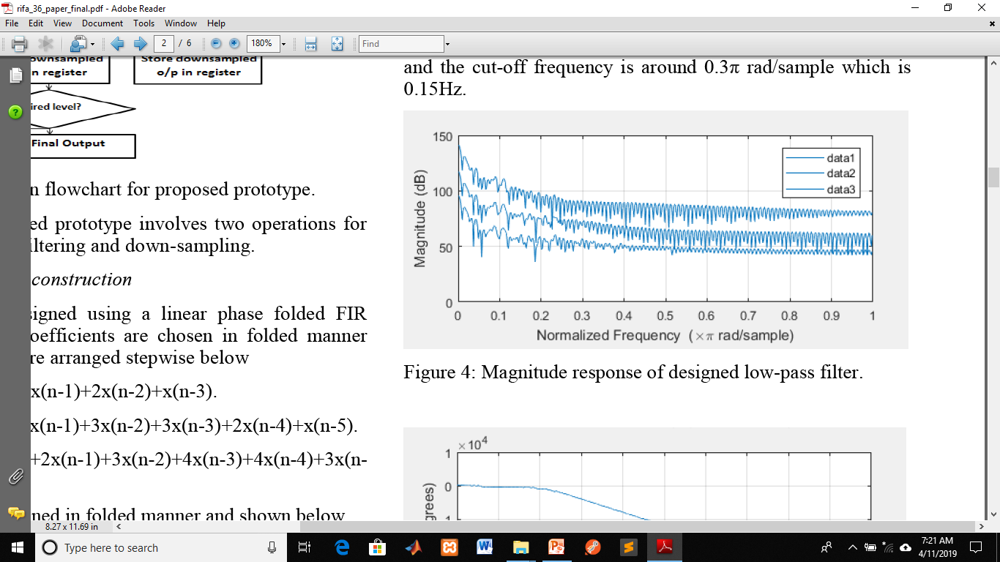 rifa_36_paper_final.pdf - Adobe Reader
File Edit View Document Tools Window Help
2 / 6 180% Find
ownsampled
n register
Store downsampled
o/p in register
ired level?
Final Output
n flowchart for proposed prototype.
ed prototype involves two operations for
iltering and down-sampling.
construction
signed using a linear phase folded FIR
oefficients are chosen in folded manner
re arranged stepwise below
x(n-1)+2x(n-2)+x(n-3).
x(n-1)+3x(n-2)+3x(n-3)+2x(n-4)+x(n-5).
+2x(n-1)+3x(n-2)+4x(n-3)+4x(n-4)+3x(n-
ned in folded manner and shown below
and the cut-off frequency is around 0.3π rad/sample which is
0.15Hz.
150
100
50
0
Magnitude (dB)
data1
data2
data3
0 0.1 0.2 0.3 0.4 0.5 0.6 0.7 0.8 0.9 1
Normalized Frequency (×π rad/sample)
Figure 4: Magnitude response of designed low-pass filter.
×10⁴
1
0
grees)
8.27 x 11.69 in
Type here to search
7:21 AM
4/11/2019